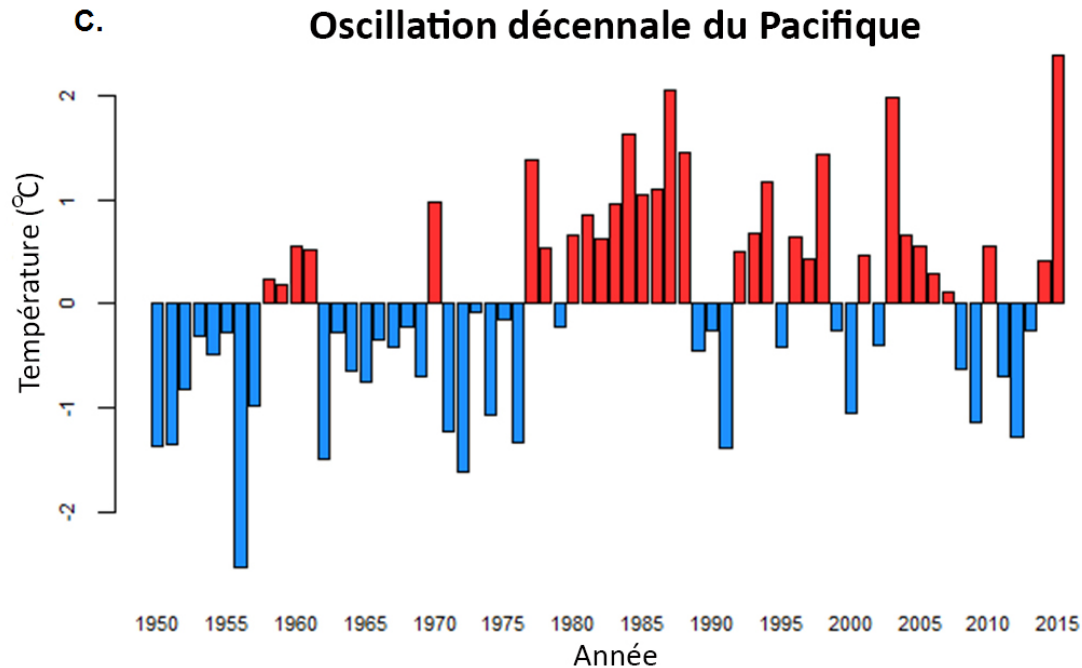 C.
Oscillation décennale du Pacifique
Température (°C)
2
1
0
-1
-2
1950 1955 1960 1965 1970 1975 1980 1985 1990 1995 2000 2005 2010 2015
Année